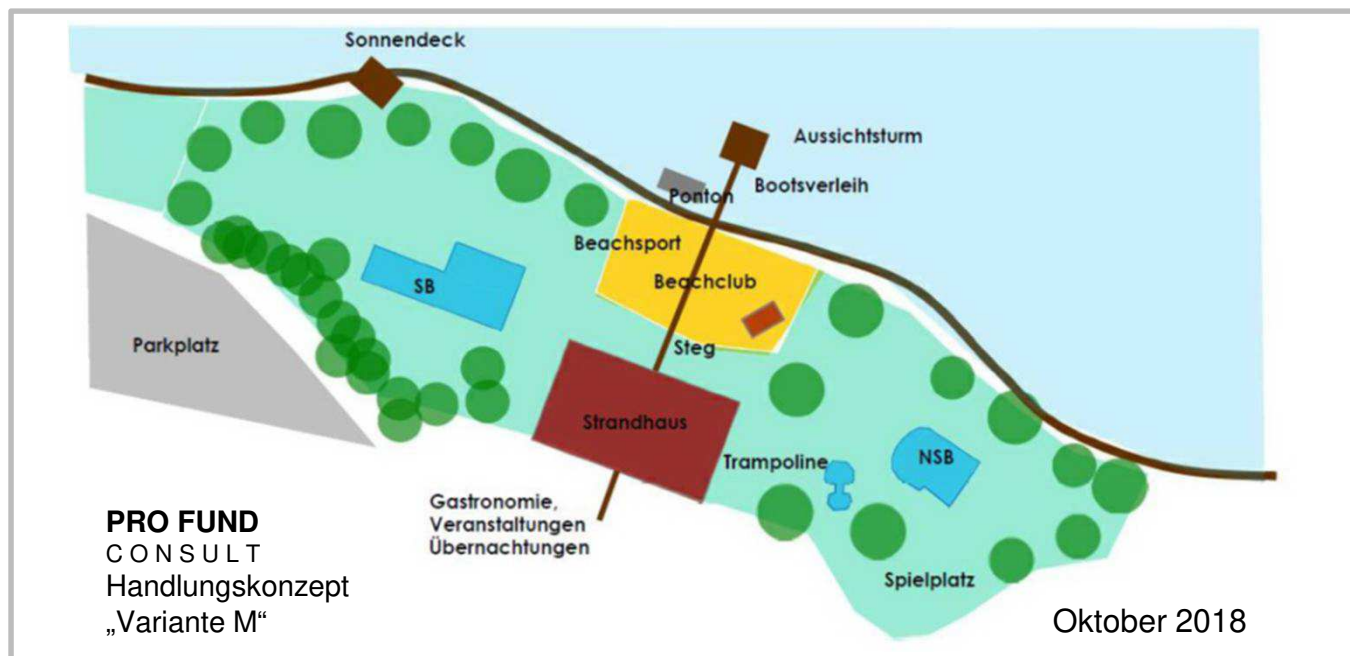 Sonnendeck
Aussichtsturm
Bootsverleih
Ponton
Beachsport
Beachclub
SB
Steg
Parkplatz
Strandhaus
Trampoline
NSB
Gastronomie,
Veranstaltungen
Übernachtungen
Spielplatz
PRO FUND
CONSULT
Handlungskonzept
„Variante M“
Oktober 2018